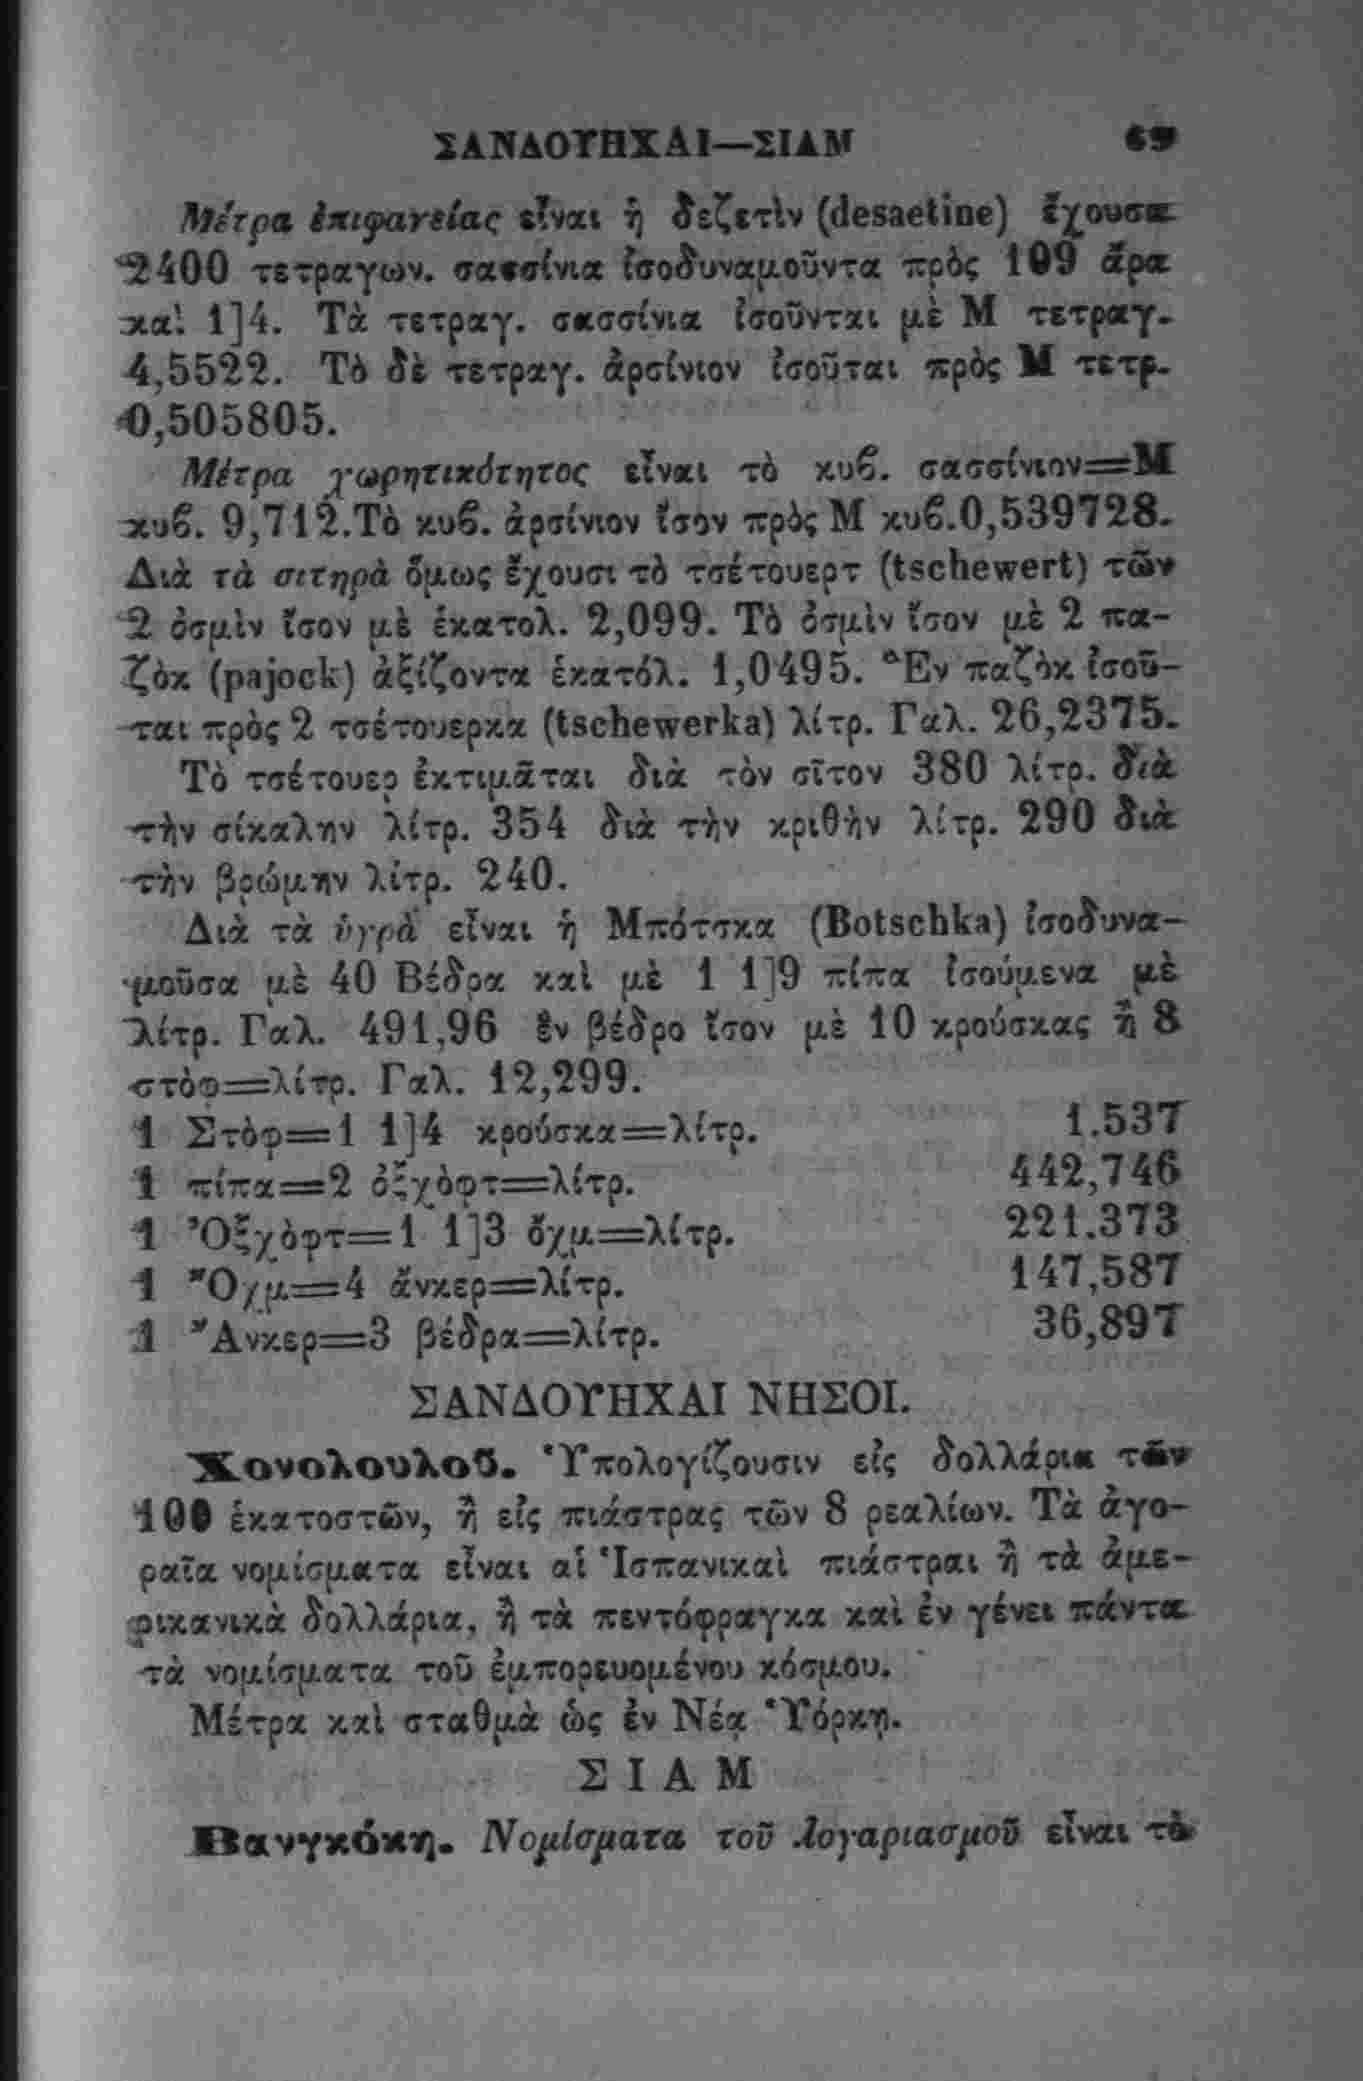 ΣΑΝΔΟΥΗΧΑΙ—ΣΙΑΜ 69
Μέτρα ἐπιφανείας εἶναι ἡ δεζετὶν (desaetine) ἔχουσα
2400 τετραγων. σασσίνια ἰσοδυναμοῦντα πρὸς 109 ἄρα
καὶ 1]4. Τὰ τετραγ. σασσίνια ἰσοῦνται μὲ Μ τετραγ.
4,5522. Τὸ δὲ τετραγ. ἀρσίνιον ἰσοῦται πρὸς Μ τετρ.
0,505805.
Μέτρα χωρητικότητος εἶναι τὸ κυβ. σασσίνιον=Μ
κυβ. 9,712.Τὸ κυβ. ἀρσίνιον ἴσον πρὸς Μ κυβ.0,539728.
Διὰ τὰ σιτηρὰ ὅμως ἔχουσι τὸ τσέτουερτ (tschewert) τῶν
2 ὀσμὶν ἴσον μὲ ἑκατολ. 2,099. Τὸ ὀσμὶν ἴσον μὲ 2 πα-
ζὸκ (pajock) ἀξίζοντα ἑκατόλ. 1,0495. Ἓν παζὸκ ἰσοῦ-
ται πρὸς 2 τσέτουερκα (tschewerka) λίτρ. Γαλ. 26,2375.
Τὸ τσέτουερ ἐκτιμᾶται διὰ τὸν σῖτον 380 λίτρ. διὰ
τὴν σίκαλην λίτρ. 354 διὰ τὴν κριθὴν λίτρ. 290 διὰ
τὴν βρώμην λίτρ. 240.
Διὰ τὰ ὑγρὰ εἶναι ἡ Μπότσκα (Botschka) ἰσοδυνα-
μοῦσα μὲ 40 Βέδρα καὶ μὲ 1 1]9 πίπα ἰσούμενα μὲ
λίτρ. Γαλ. 491,96 ἓν βέδρο ἴσον μὲ 10 κρούσκας ἢ 8
στὸφ=λίτρ. Γαλ. 12,299.
1 Στὸφ=1 1]4 κρούσκα=λίτρ. 1.537
1 πίπα=2 ὀξχὸφτ=λίτρ. 442,746
1 Ὀξχὸφτ=1 1]3 ὄχμ=λίτρ. 221.373
1 Ὄχμ=4 ἄνκερ=λίτρ. 147,587
1 Ἄνκερ=3 βέδρα=λίτρ. 36,897
ΣΑΝΔΟΥΗΧΑΙ ΝΗΣΟΙ.
Χονολουλοῦ. Ὑπολογίζουσιν εἰς δολλάρια τῶν
100 ἑκατοστῶν, ἢ εἰς πιάστρας τῶν 8 ρεαλίων. Τὰ ἀγο-
ραῖα νομίσματα εἶναι αἱ Ἱσπανικαὶ πιάστραι ἢ τὰ ἀμε-
ρικανικὰ δολλάρια, ἢ τὰ πεντόφραγκα καὶ ἐν γένει πάντα
τὰ νομίσματα τοῦ ἐμπορευομένου κόσμου.
Μέτρα καὶ σταθμὰ ὡς ἐν Νέᾳ Ὑόρκῃ.
ΣΙΑΜ
Βανγκόκη. Νομίσματα τοῦ λογαριασμοῦ εἶναι τὸ